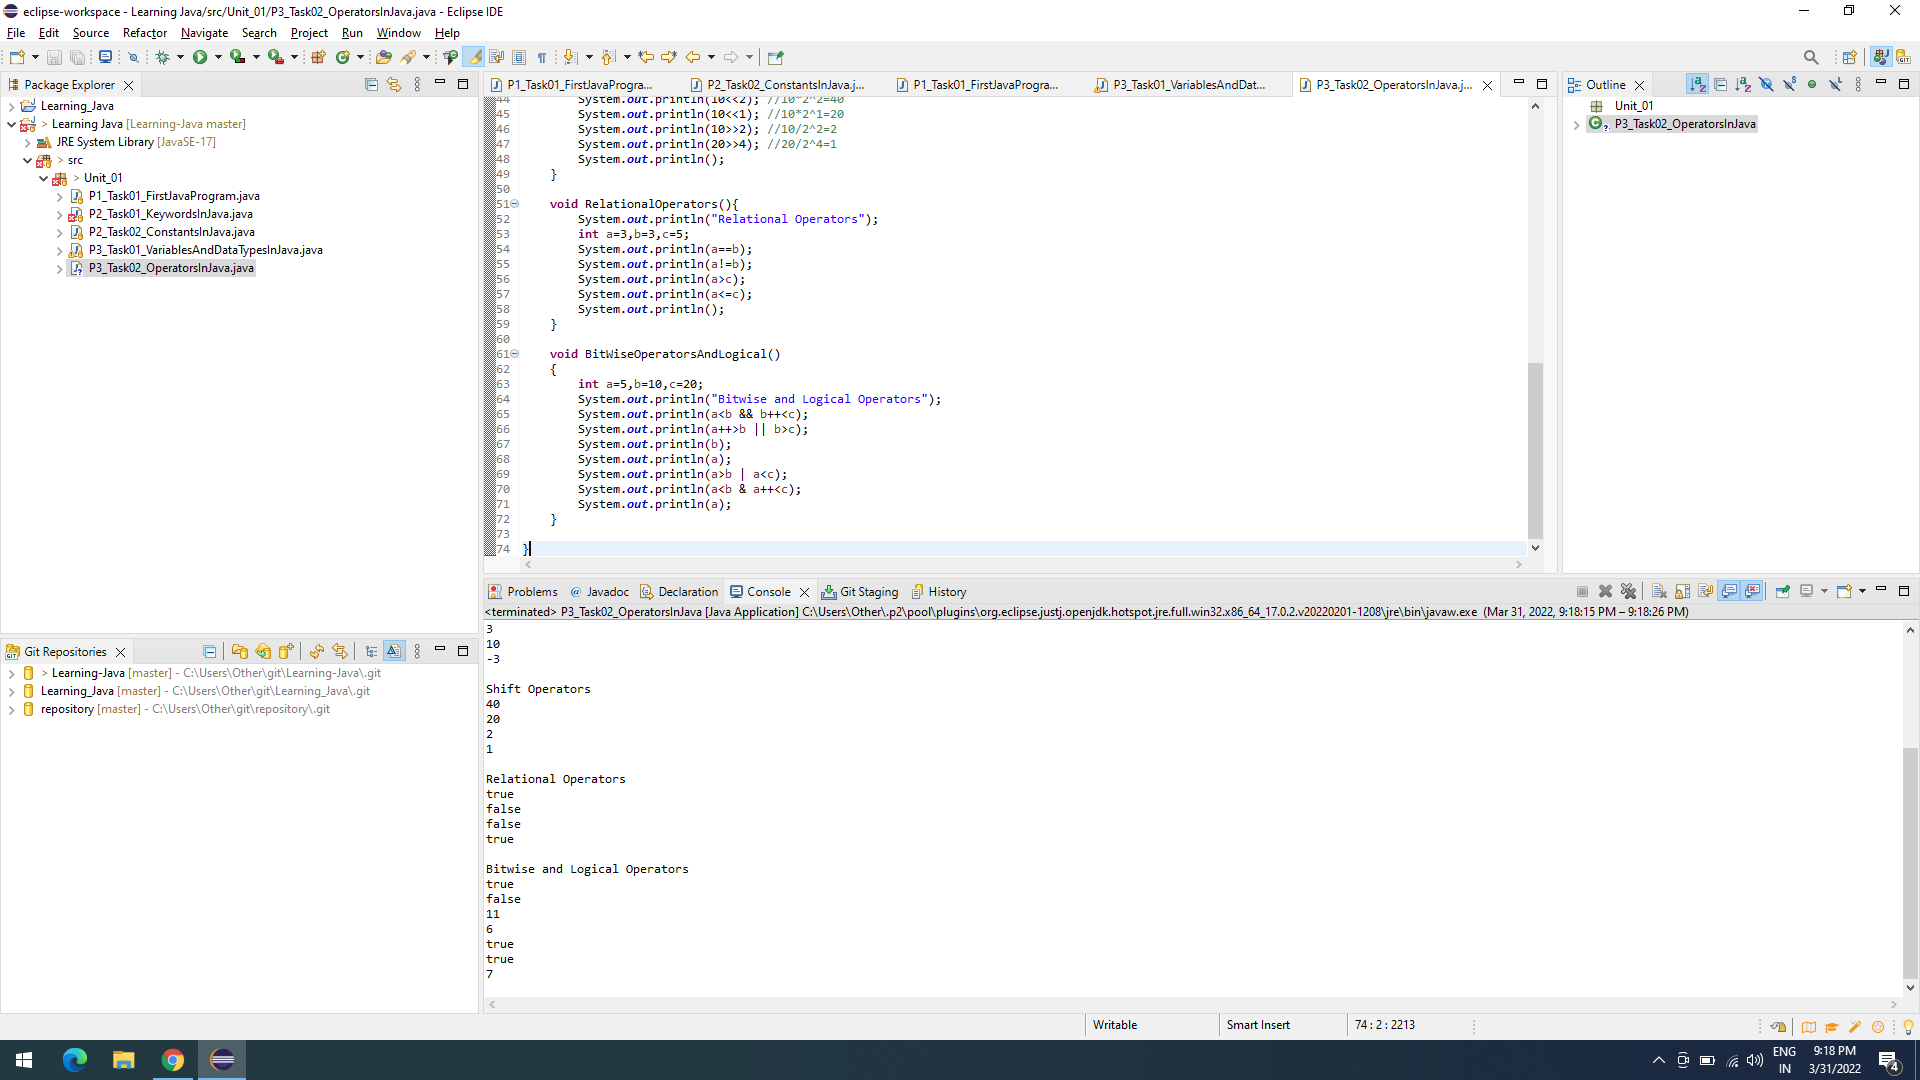 eclipse-workspace - Learning Java/src/Unit_01/P3_Task02_OperatorsInJava.java - Eclipse IDE
File Edit Source Refactor Navigate Search Project Run Window Help
Package Explorer
Learning_Java
> Learning Java [Learning-Java master]
JRE System Library [JavaSE-17]
> src
> Unit_01
P1_Task01_FirstJavaProgram.java
P2_Task01_KeywordsInJava.java
P2_Task02_ConstantsInJava.java
P3_Task01_VariablesAndDataTypesInJava.java
P3_Task02_OperatorsInJava.java
Git Repositories
> Learning-Java [master] - C:\Users\Other\git\Learning-Java\.git
Learning_Java [master] - C:\Users\Other\git\Learning_Java\.git
repository [master] - C:\Users\Other\git\repository\.git
P1_Task01_FirstJavaProgra... P2_Task02_ConstantsInJava.j... P1_Task01_FirstJavaProgra... P3_Task01_VariablesAndDat... P3_Task02_OperatorsInJava.j...
44 System.out.println(10<<2); //10*2^2=40
45 System.out.println(10<<1); //10*2^1=20
46 System.out.println(10>>2); //10/2^2=2
47 System.out.println(20>>4); //20/2^4=1
48 System.out.println();
49 }
50
51 void RelationalOperators(){
52 System.out.println("Relational Operators");
53 int a=3,b=3,c=5;
54 System.out.println(a==b);
55 System.out.println(a!=b);
56 System.out.println(a>c);
57 System.out.println(a<=c);
58 System.out.println();
59 }
60
61 void BitWiseOperatorsAndLogical()
62 {
63 int a=5,b=10,c=20;
64 System.out.println("Bitwise and Logical Operators");
65 System.out.println(a<b && b++<c);
66 System.out.println(a++>b || b>c);
67 System.out.println(b);
68 System.out.println(a);
69 System.out.println(a>b | a<c);
70 System.out.println(a<b & a++<c);
71 System.out.println(a);
72 }
73
74 }
Outline
Unit_01
P3_Task02_OperatorsInJava
Problems @ Javadoc Declaration Console Git Staging History
<terminated> P3_Task02_OperatorsInJava [Java Application] C:\Users\Other\.p2\pool\plugins\org.eclipse.justj.openjdk.hotspot.jre.full.win32.x86_64_17.0.2.v20220201-1208\jre\bin\javaw.exe (Mar 31, 2022, 9:18:15 PM – 9:18:26 PM)
3
10
-3
Shift Operators
40
20
2
1
Relational Operators
true
false
false
true
Bitwise and Logical Operators
true
false
11
6
true
true
7
Writable Smart Insert 74 : 2 : 2213
ENG
IN
9:18 PM
3/31/2022
4